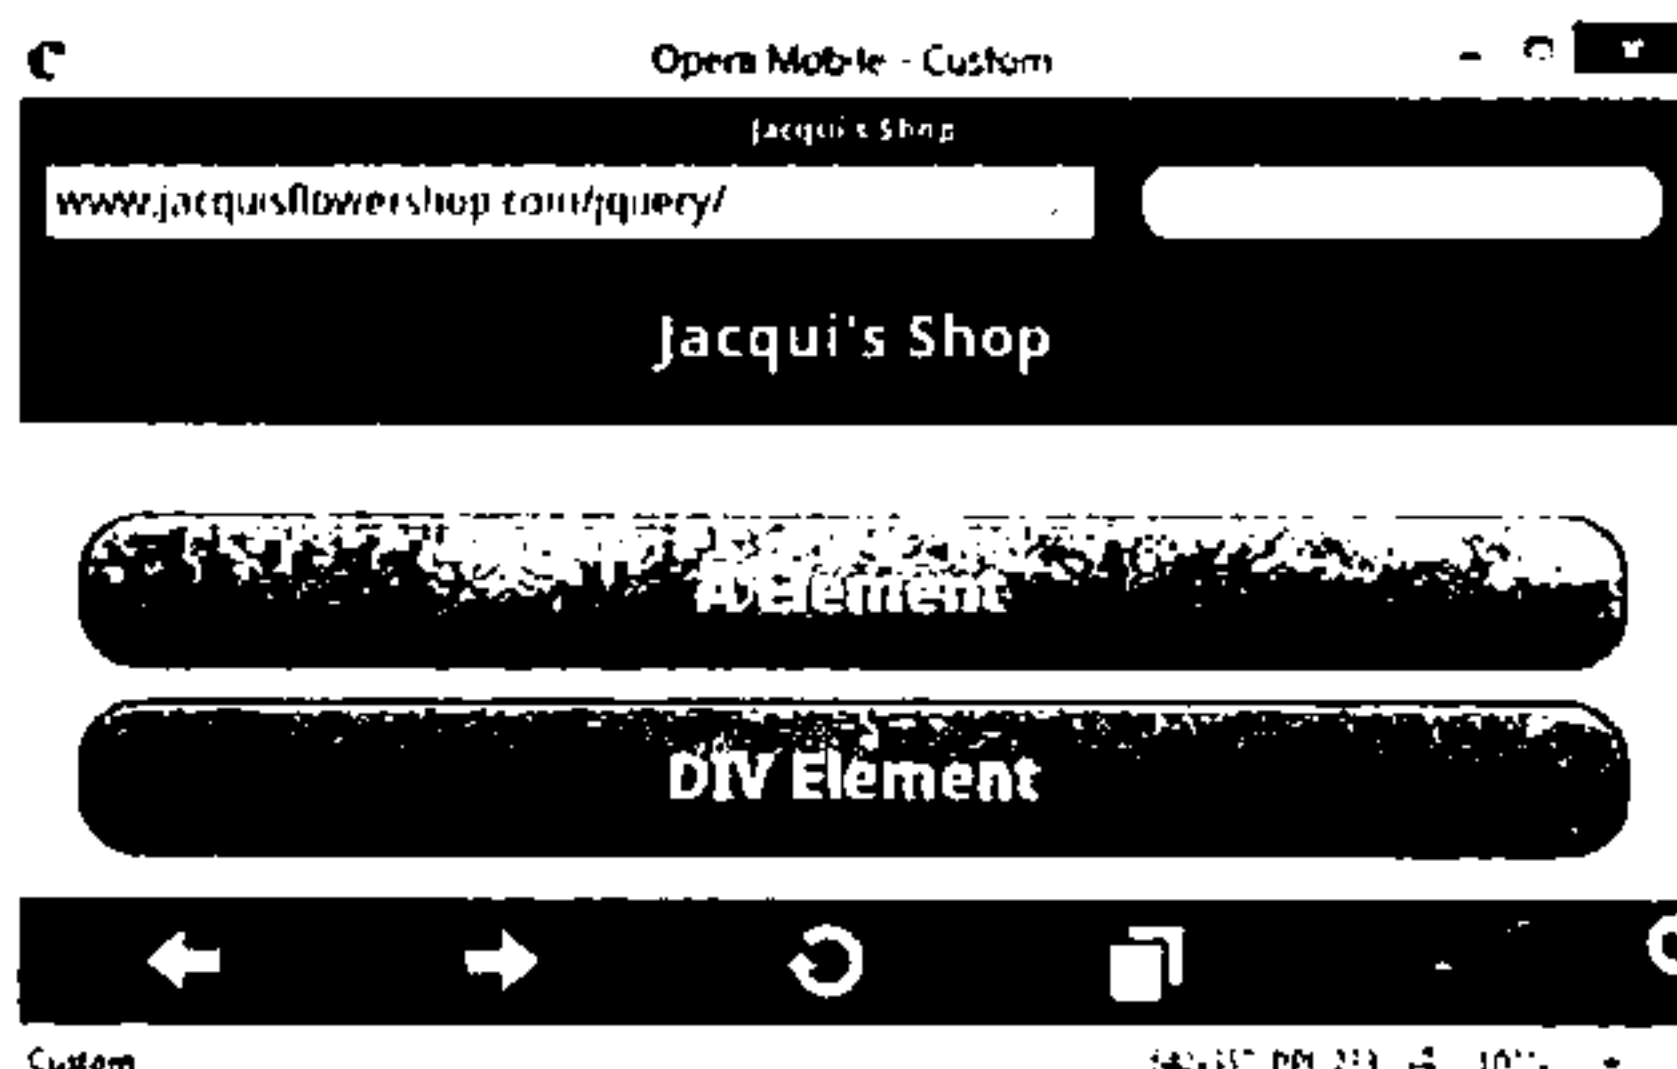 Opera Mobile - Custom
Jacqui's Shop
www.jacquisflowershop.com/jquery/
Jacqui's Shop
A Element
DIV Element
Custom